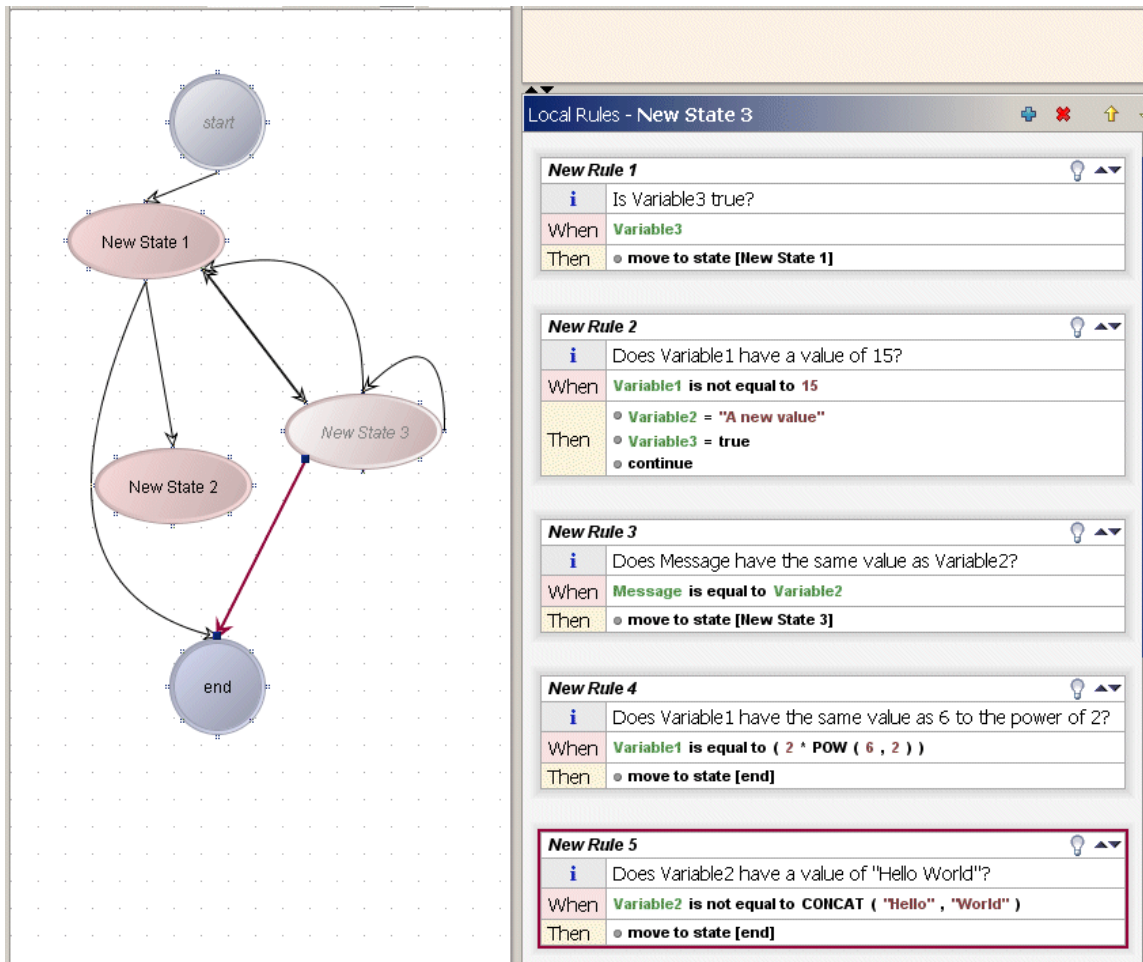 start
New State 1
New State 3
New State 2
end
Local Rules - New State 3
New Rule 1
i Is Variable3 true?
When Variable3
Then move to state [New State 1]
New Rule 2
i Does Variable1 have a value of 15?
When Variable1 is not equal to 15
Variable2 = "A new value"
Then Variable3 = true
continue
New Rule 3
i Does Message have the same value as Variable2?
When Message is equal to Variable2
Then move to state [New State 3]
New Rule 4
i Does Variable1 have the same value as 6 to the power of 2?
When Variable1 is equal to ( 2 * POW ( 6 , 2 ) )
Then move to state [end]
New Rule 5
i Does Variable2 have a value of "Hello World"?
When Variable2 is not equal to CONCAT ( "Hello" , "World" )
Then move to state [end]